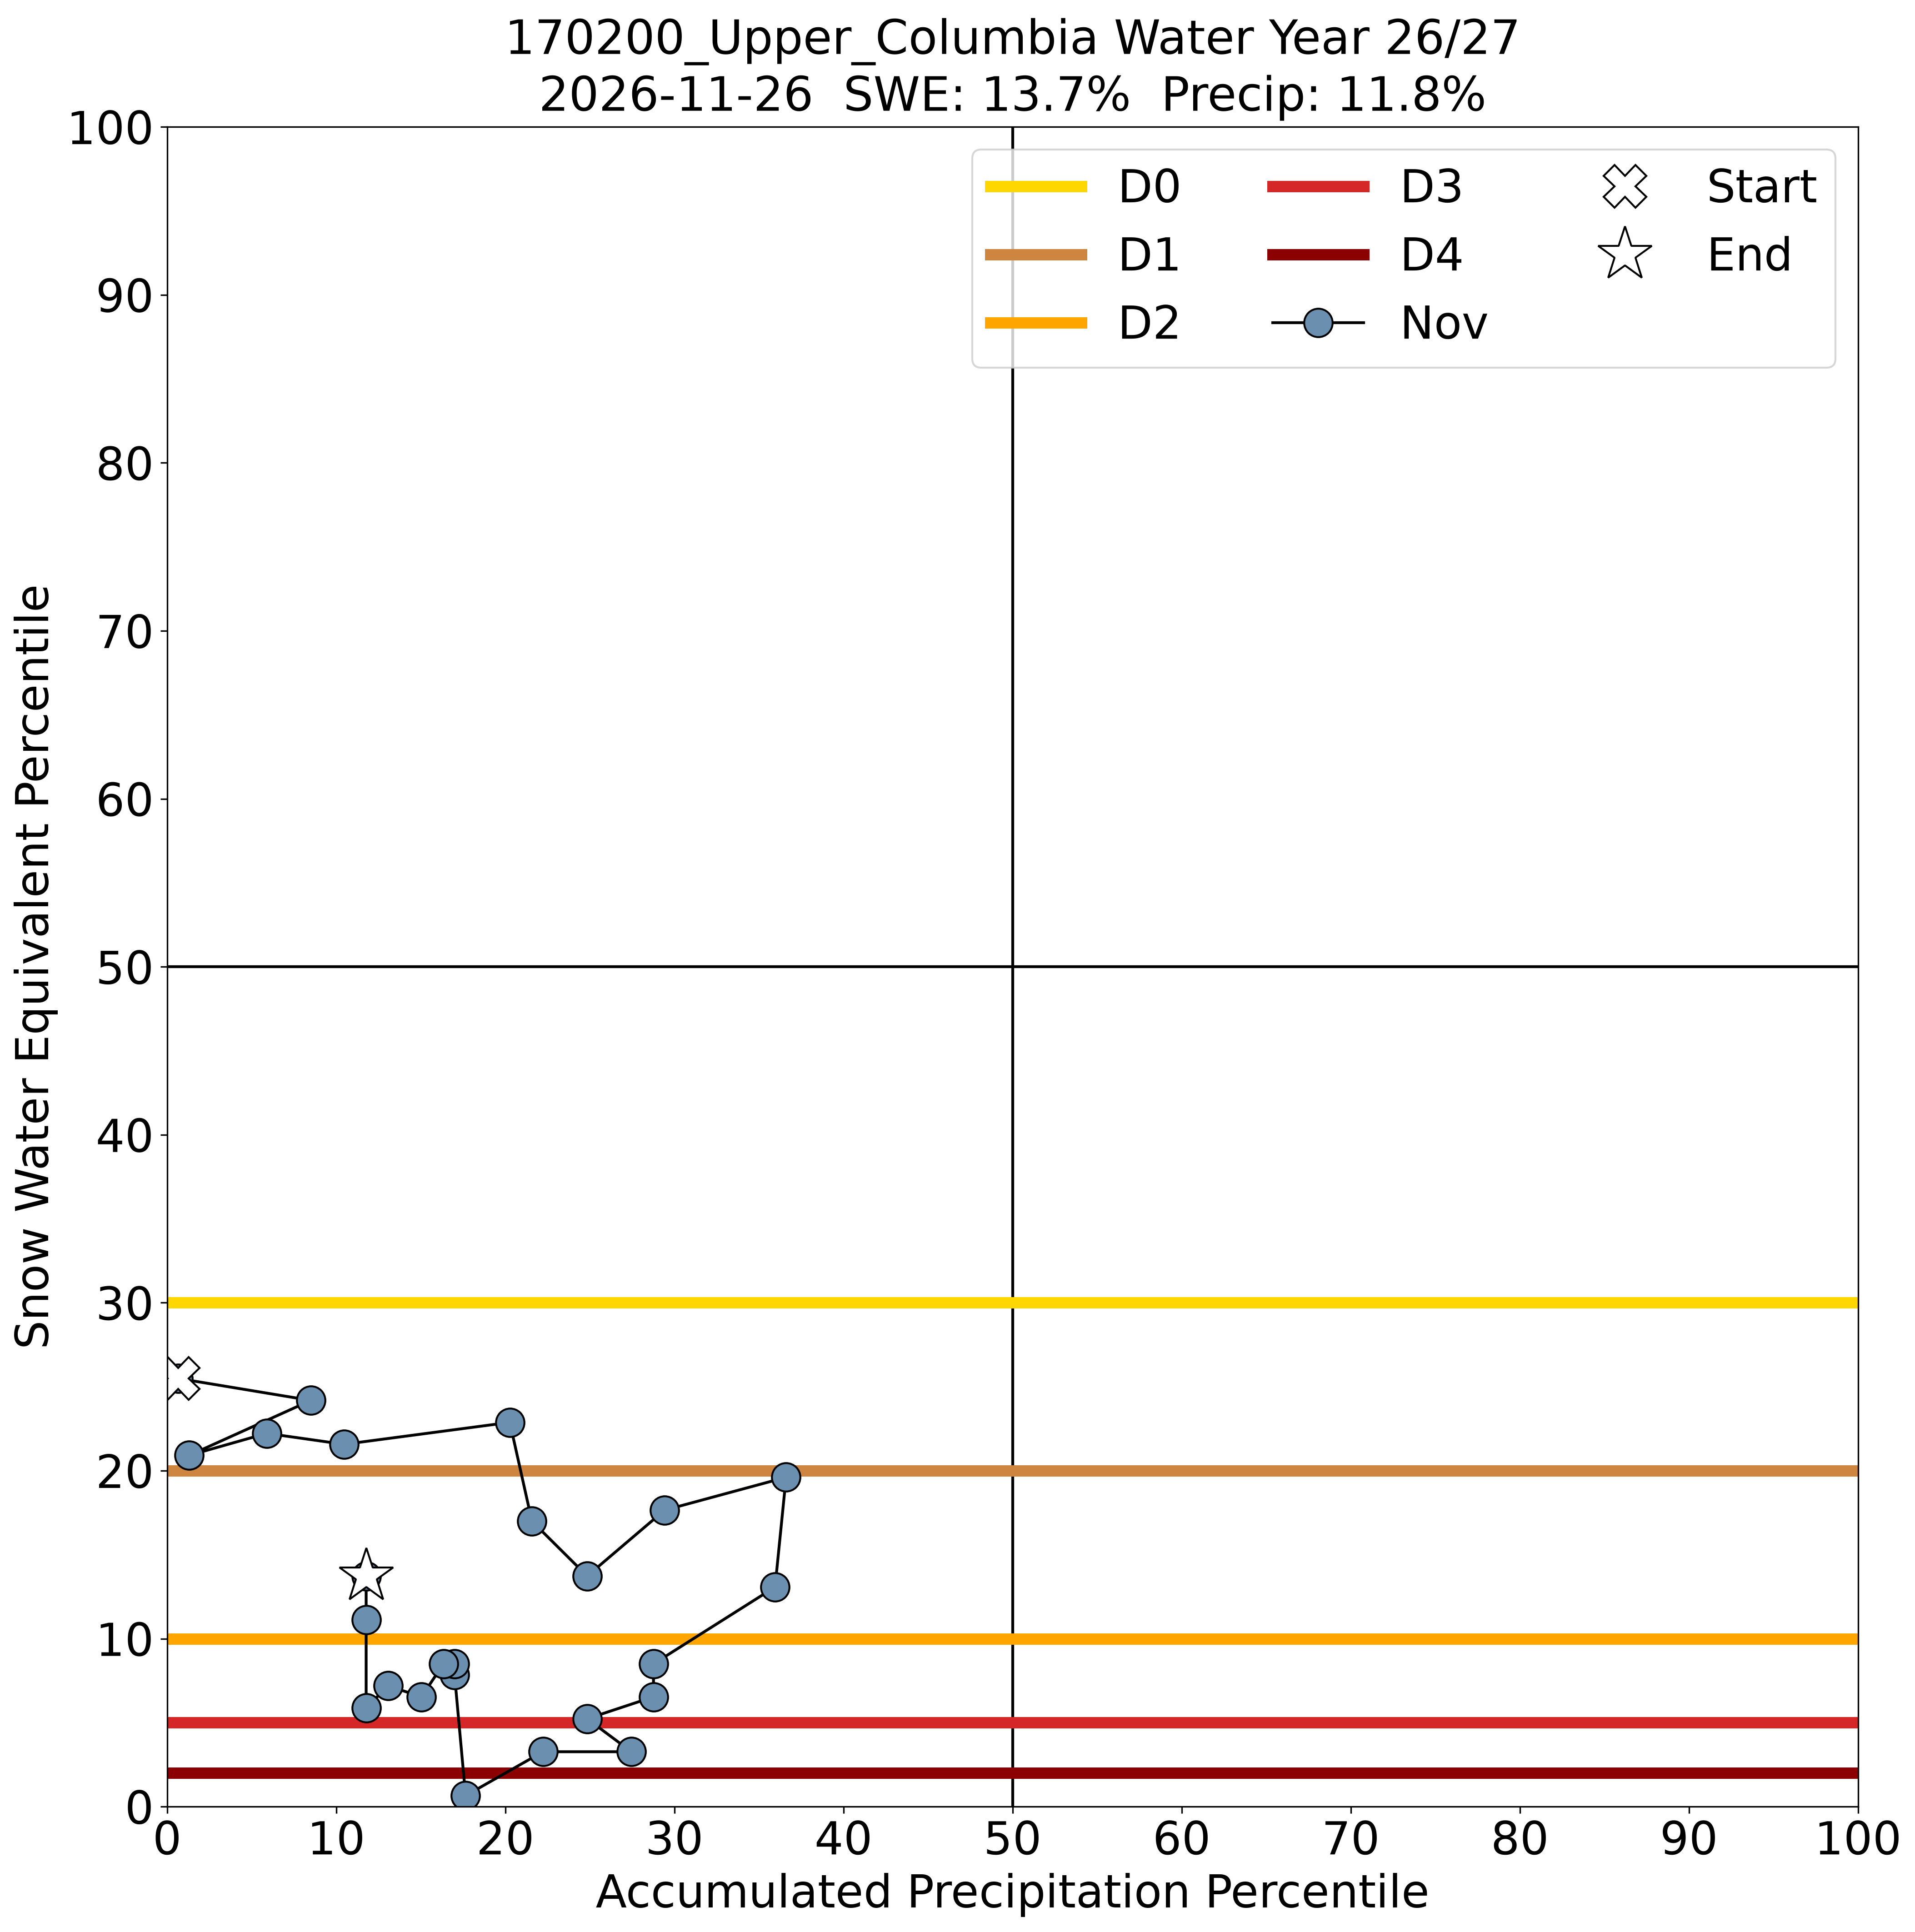 170200_Upper_Columbia Water Year 26/27
2026-11-26  SWE: 13.7%  Precip: 11.8%
D0
D1
D2
D3
D4
Nov
Start
End
Snow Water Equivalent Percentile
100
90
80
70
60
50
40
30
20
10
0
0 10 20 30 40 50 60 70 80 90 100
Accumulated Precipitation Percentile